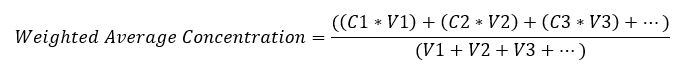 Weighted Average Concentration = ((C1 * V1) + (C2 * V2) + (C3 * V3) + ⋯ )
(V1 + V2 + V3 + ⋯ )